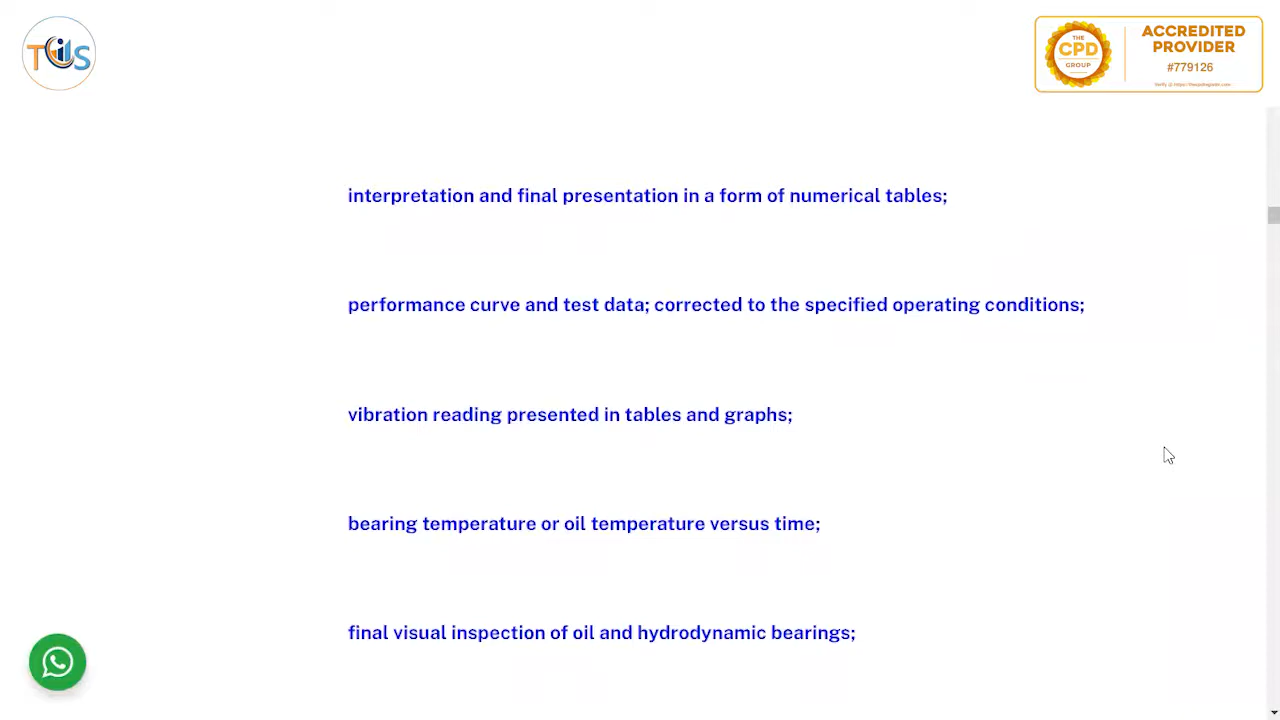 TiS
THE
CPD
GROUP
ACCREDITED
PROVIDER
#779126
interpretation and final presentation in a form of numerical tables;
performance curve and test data; corrected to the specified operating conditions;
vibration reading presented in tables and graphs;
bearing temperature or oil temperature versus time;
final visual inspection of oil and hydrodynamic bearings;